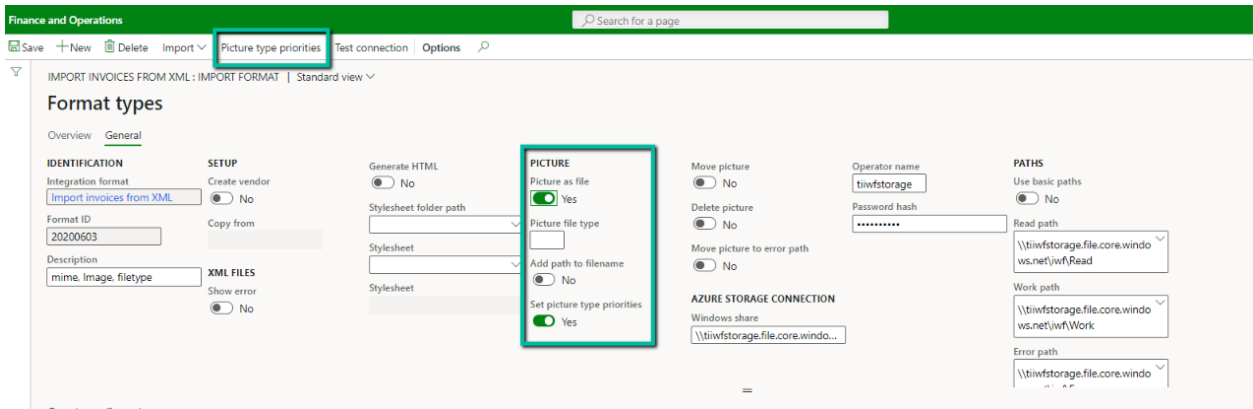 Finance and Operations
Search for a page
Save New Delete Import Picture type priorities Test connection Options
IMPORT INVOICES FROM XML : IMPORT FORMAT | Standard view
Format types
Overview General
IDENTIFICATION
Integration format
Import invoices from XML
Format ID
20200603
Description
mime, Image, filetype
SETUP
Create vendor
No
Copy from
XML FILES
Show error
No
Generate HTML
No
Stylesheet folder path
Stylesheet
Stylesheet
PICTURE
Picture as file
Yes
Picture file type
Add path to filename
No
Set picture type priorities
Yes
Move picture
No
Delete picture
No
Move picture to error path
No
AZURE STORAGE CONNECTION
Windows share
\\tiiwfstorage.file.core.windo...
Operator name
tiiwfstorage
Password hash
••••••••••
PATHS
Use basic paths
No
Read path
\\tiiwfstorage.file.core.windo
ws.net\iwf\Read
Work path
\\tiiwfstorage.file.core.windo
ws.net\iwf\Work
Error path
\\tiiwfstorage.file.core.windo